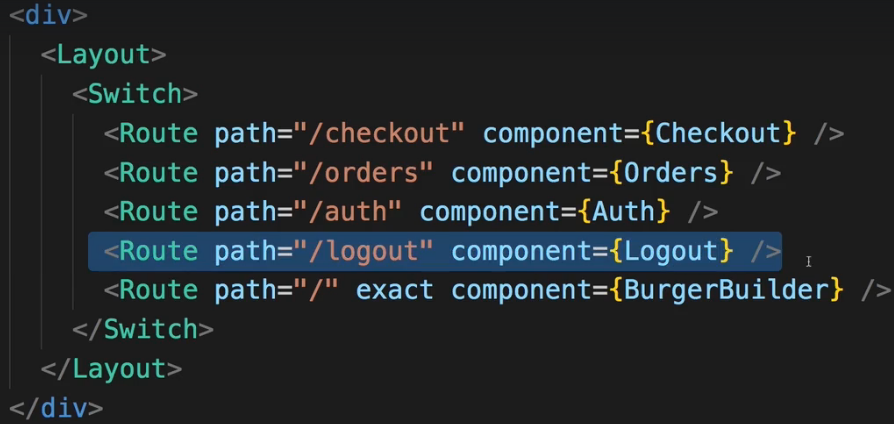 <div>
<Layout>
<Switch>
<Route path="/checkout" component={Checkout} />
<Route path="/orders" component={Orders} />
<Route path="/auth" component={Auth} />
<Route path="/logout" component={Logout} />
<Route path="/" exact component={BurgerBuilder} />
</Switch>
</Layout>
</div>